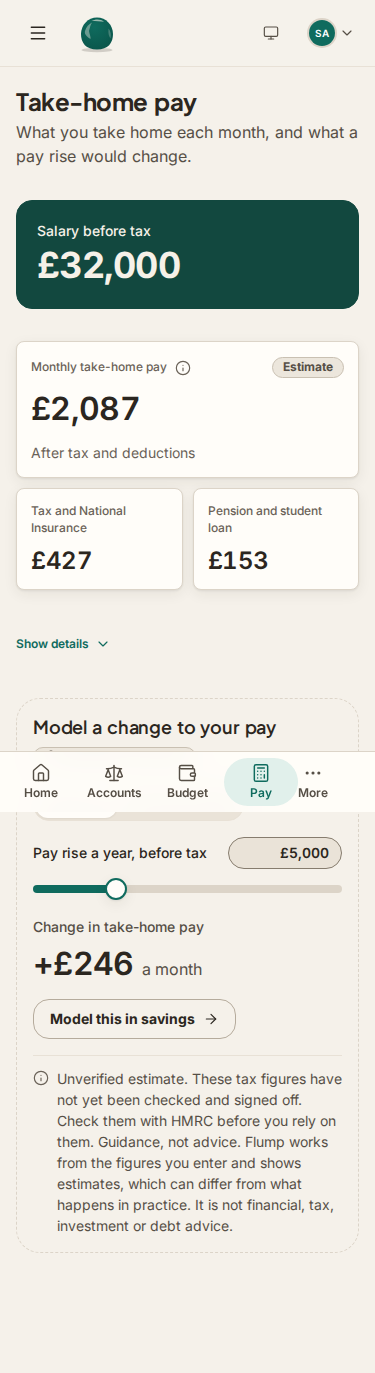 SA
Take-home pay
What you take home each month, and what a
pay rise would change.
Salary before tax
£32,000
Monthly take-home pay
Estimate
£2,087
After tax and deductions
Tax and National
Insurance
£427
Pension and student
loan
£153
Show details
Model a change to your pay
Home
Accounts
Budget
Pay
More
Pay rise a year, before tax
£5,000
Change in take-home pay
+£246 a month
Model this in savings
Unverified estimate. These tax figures have
not yet been checked and signed off.
Check them with HMRC before you rely on
them. Guidance, not advice. Flump works
from the figures you enter and shows
estimates, which can differ from what
happens in practice. It is not financial, tax,
investment or debt advice.